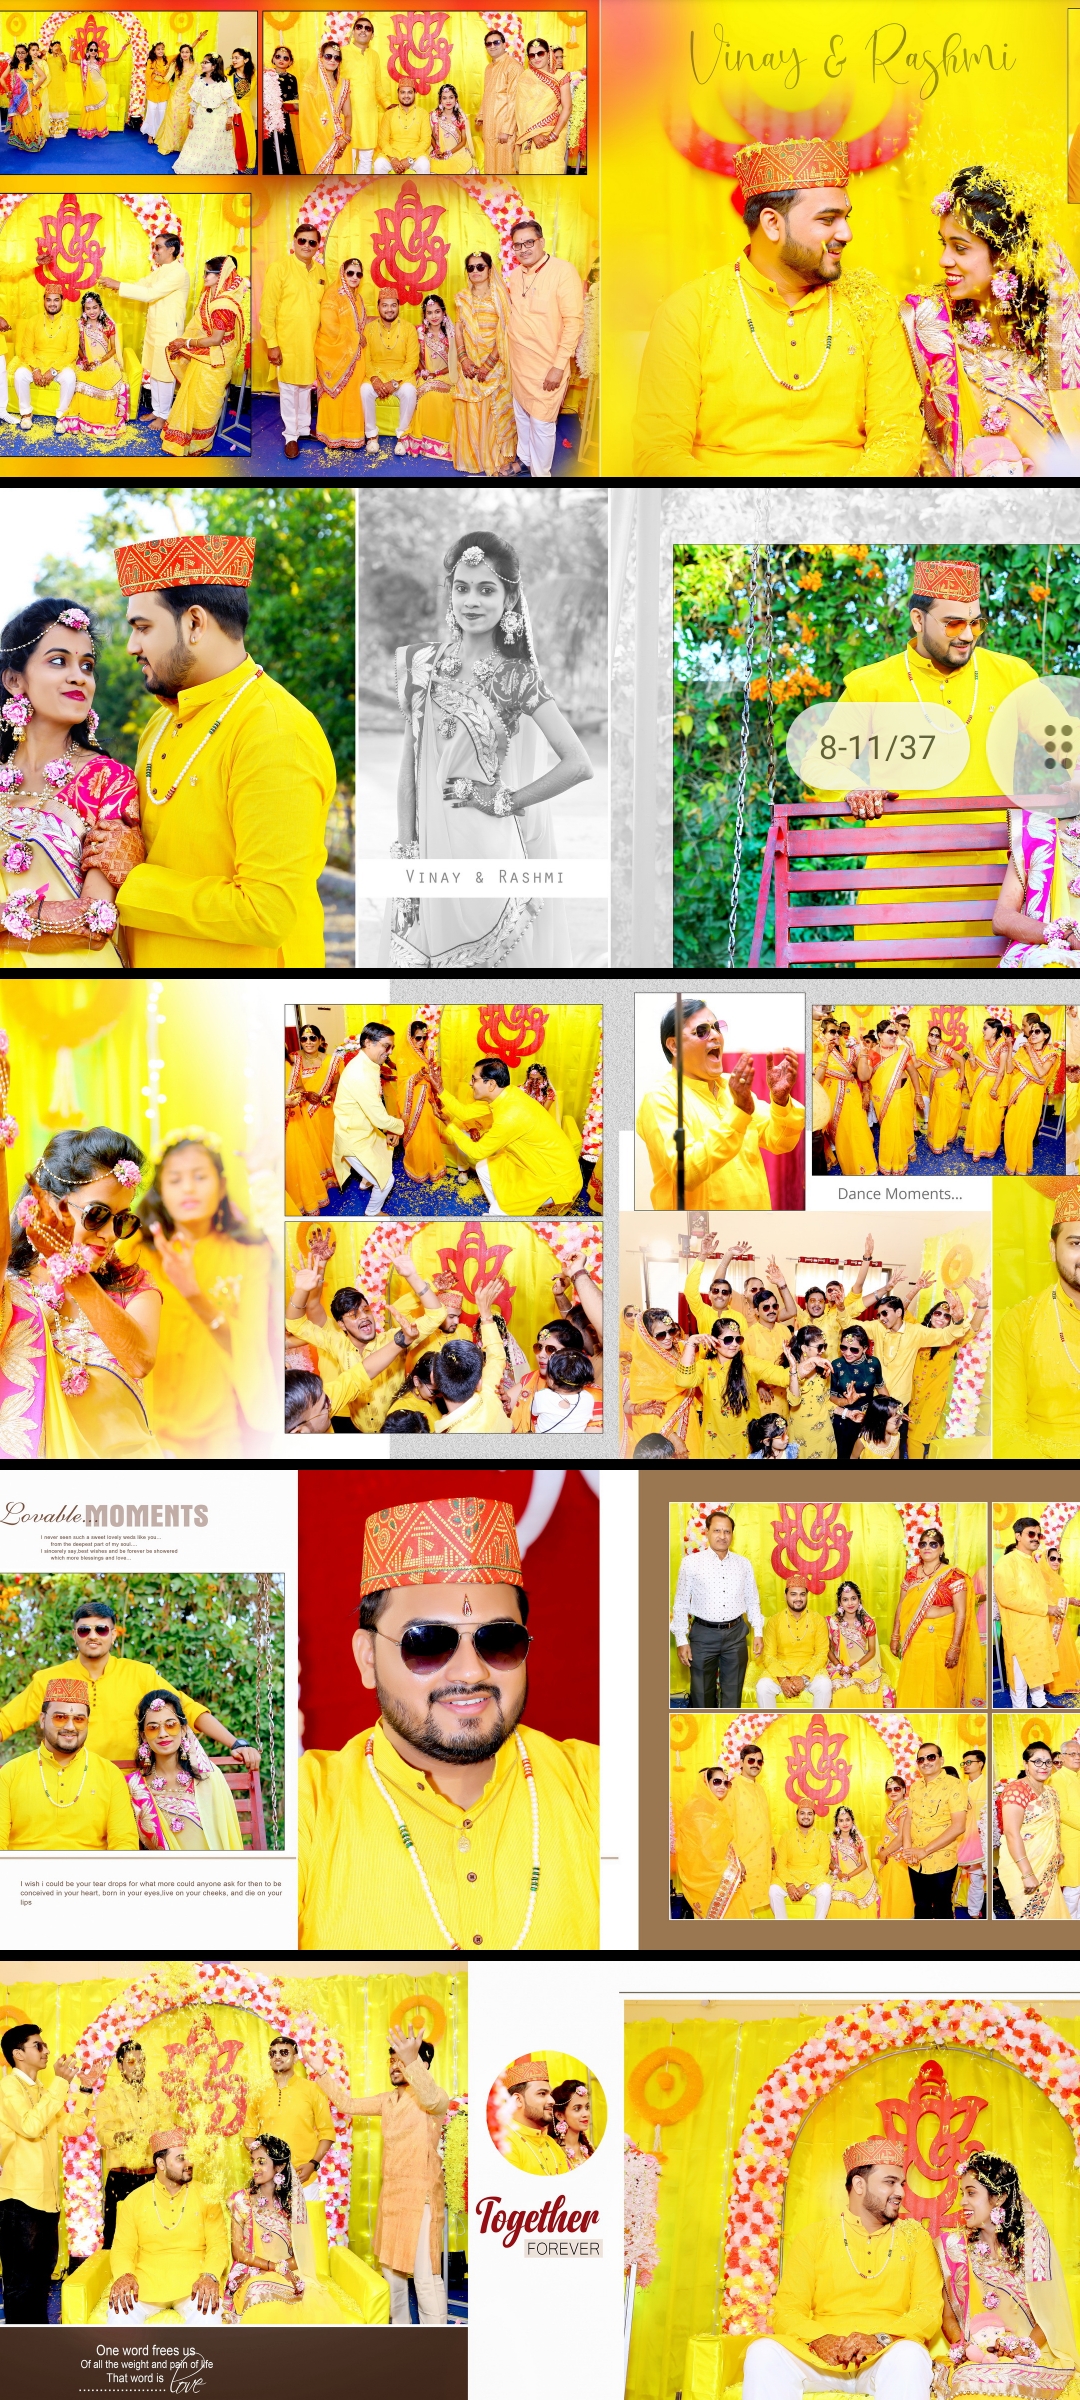 Vinay & Rashmi
VINAY & RASHMI
8-11/37
Dance Moments...
Lovable...MOMENTS
I never seen such a sweet lovely weds like you...
from the deepest part of my soul....
I sincerely say,best wishes and be forever be showered
which more blessings and love...
I wish i could be your tear drops for what more could anyone ask for then to be
conceived in your heart, born in your eyes,live on your cheeks, and die on your
lips
Together
FOREVER
One word frees us
Of all the weight and pain of life
That word is love